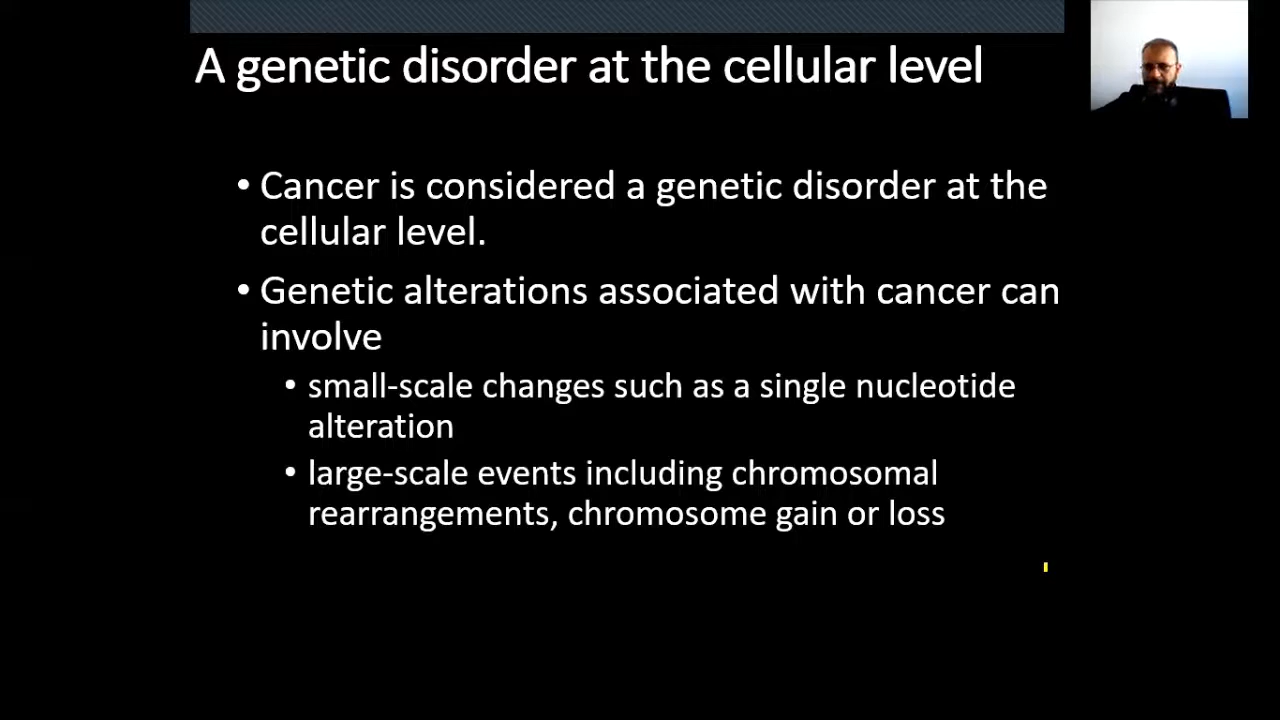 A genetic disorder at the cellular level
• Cancer is considered a genetic disorder at the
cellular level.
• Genetic alterations associated with cancer can
involve
• small-scale changes such as a single nucleotide
alteration
• large-scale events including chromosomal
rearrangements, chromosome gain or loss